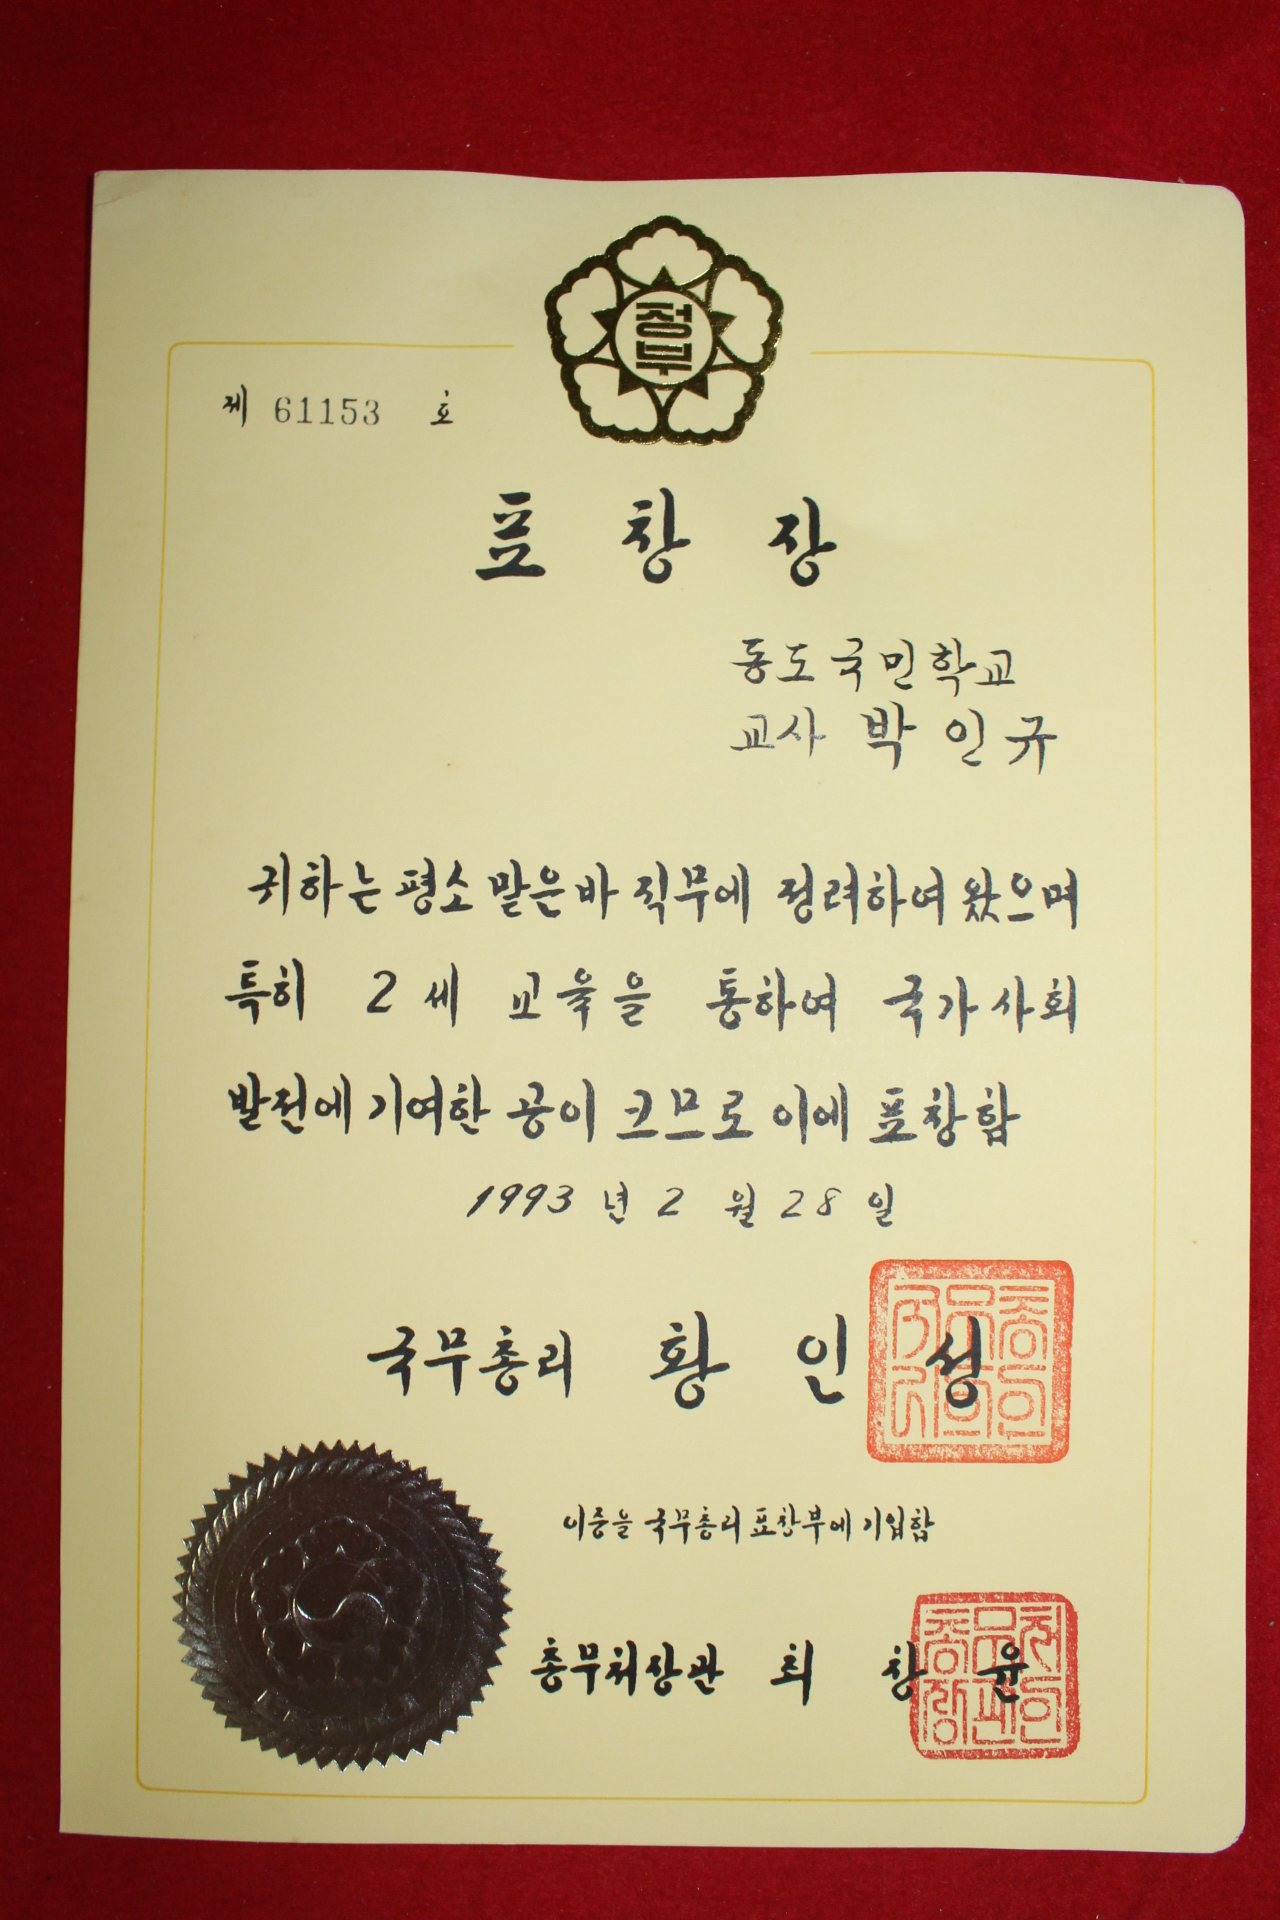 정부
제 61153 호
표 창 장
동도국민학교
교사 박 인 규
귀하는 평소 맡은바 직무에 정려하여 왔으며
특히 2세 교육을 통하여 국가사회
발전에 기여한 공이 크므로 이에 표창함
1993 년 2 월 28 일
국무총리 황 인 성
이증을 국무총리표창부에 기입함
총무처장관 최 창 윤